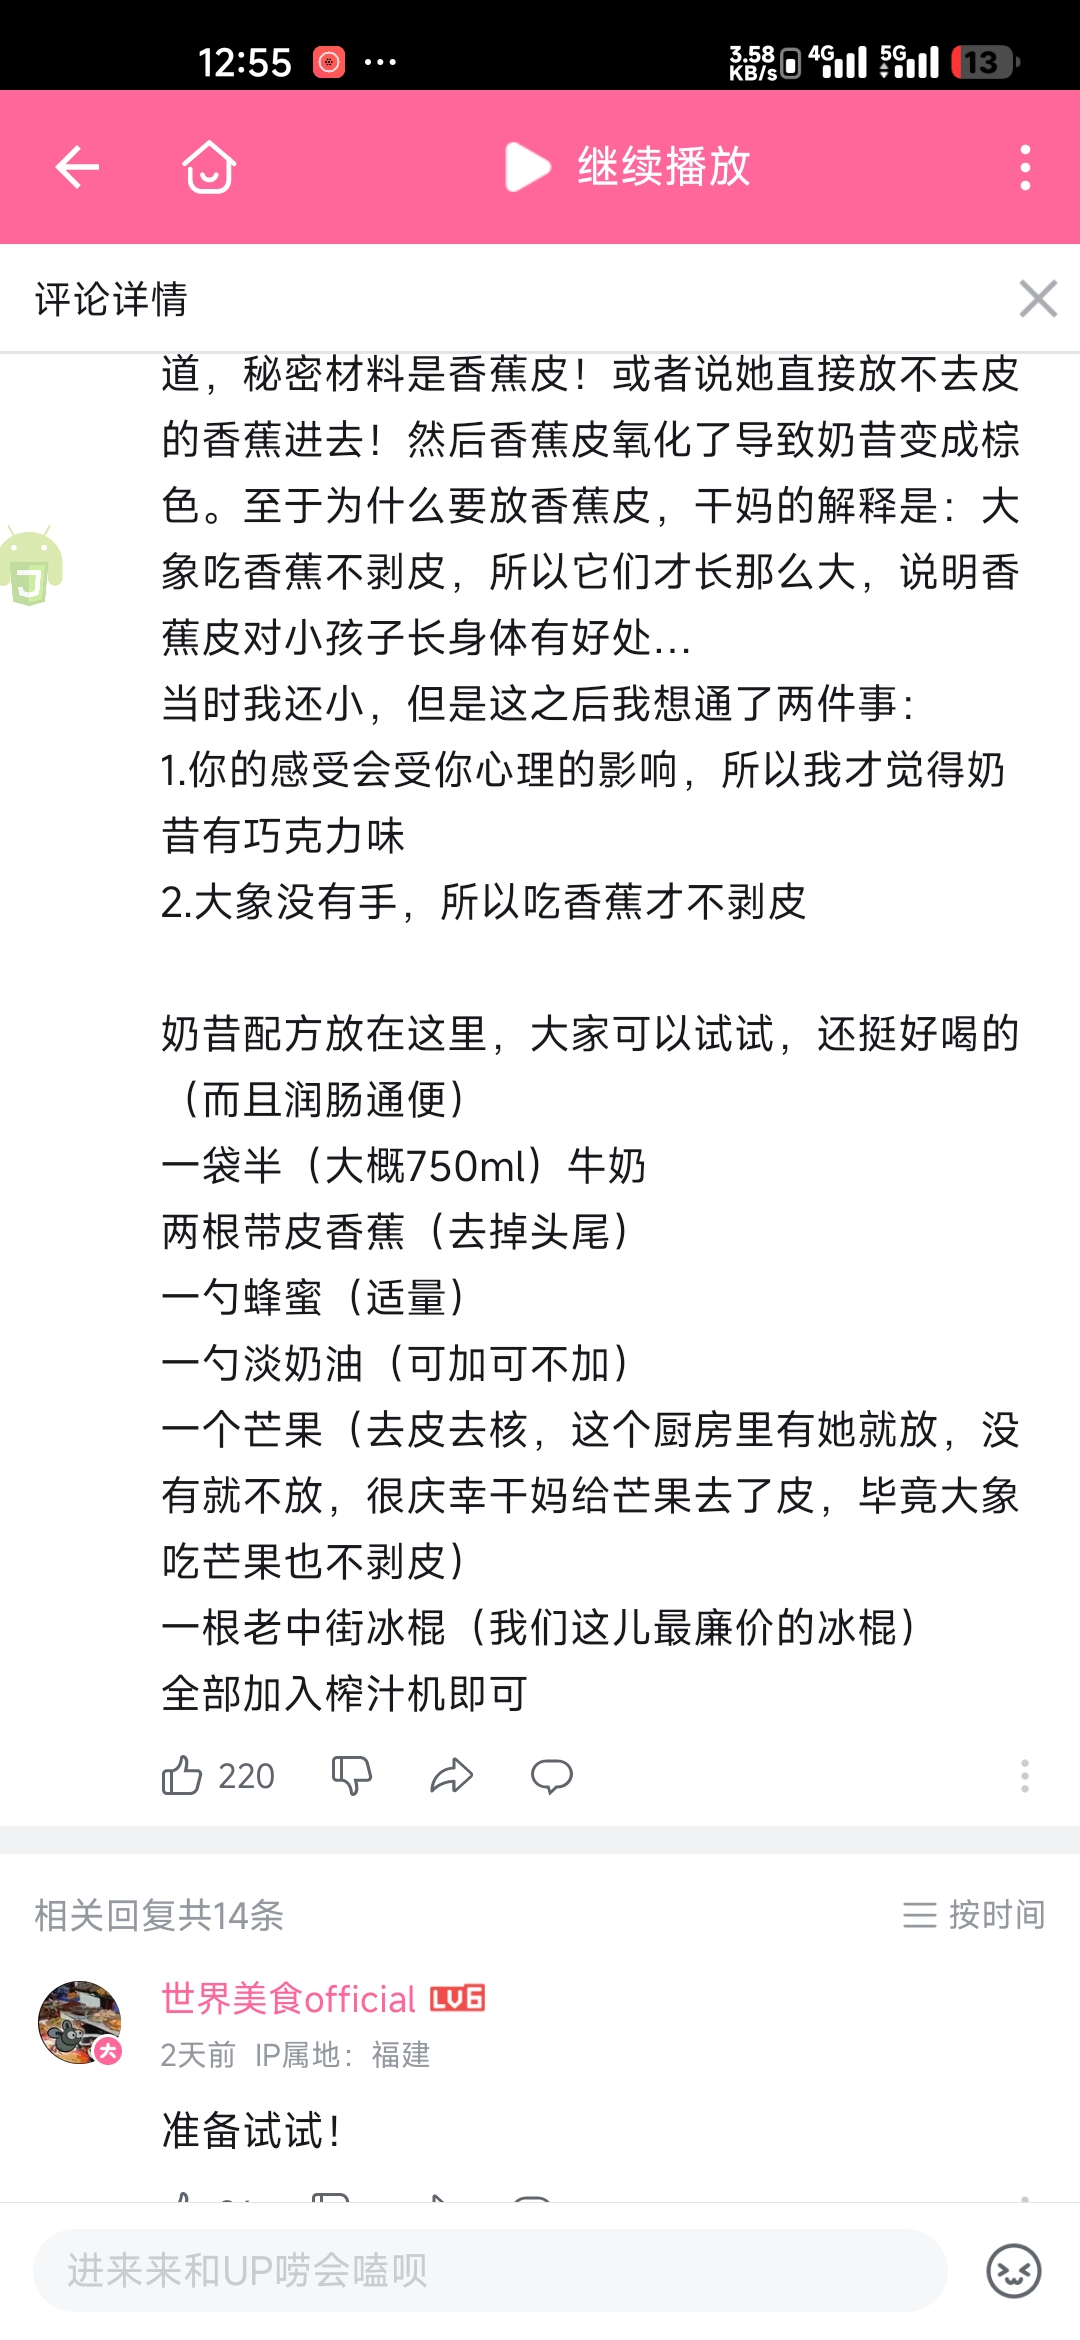 12:55
3.58
KB/s
4G
5G
13
继续播放
评论详情
道，秘密材料是香蕉皮！或者说她直接放不去皮
的香蕉进去！然后香蕉皮氧化了导致奶昔变成棕
色。至于为什么要放香蕉皮，干妈的解释是：大
象吃香蕉不剥皮，所以它们才长那么大，说明香
蕉皮对小孩子长身体有好处...
当时我还小，但是这之后我想通了两件事：
1.你的感受会受你心理的影响，所以我才觉得奶
昔有巧克力味
2.大象没有手，所以吃香蕉才不剥皮
奶昔配方放在这里，大家可以试试，还挺好喝的
（而且润肠通便）
一袋半（大概750ml）牛奶
两根带皮香蕉（去掉头尾）
一勺蜂蜜（适量）
一勺淡奶油（可加可不加）
一个芒果（去皮去核，这个厨房里有她就放，没
有就不放，很庆幸干妈给芒果去了皮，毕竟大象
吃芒果也不剥皮）
一根老中街冰棍（我们这儿最廉价的冰棍）
全部加入榨汁机即可
220
相关回复共14条
按时间
世界美食official LV6
大
2天前 IP属地：福建
准备试试！
进来来和UP唠会嗑呗